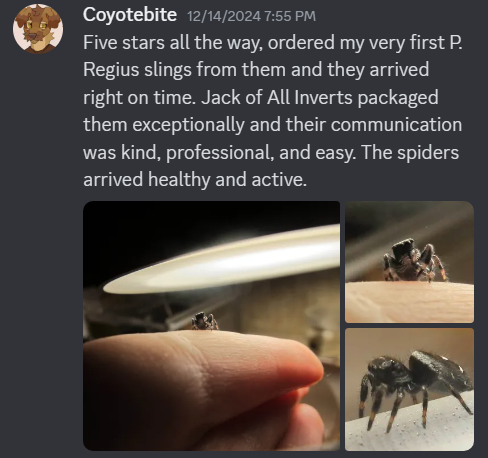 Coyotebite 12/14/2024 7:55 PM
Five stars all the way, ordered my very first P.
Regius slings from them and they arrived
right on time. Jack of All Inverts packaged
them exceptionally and their communication
was kind, professional, and easy. The spiders
arrived healthy and active.